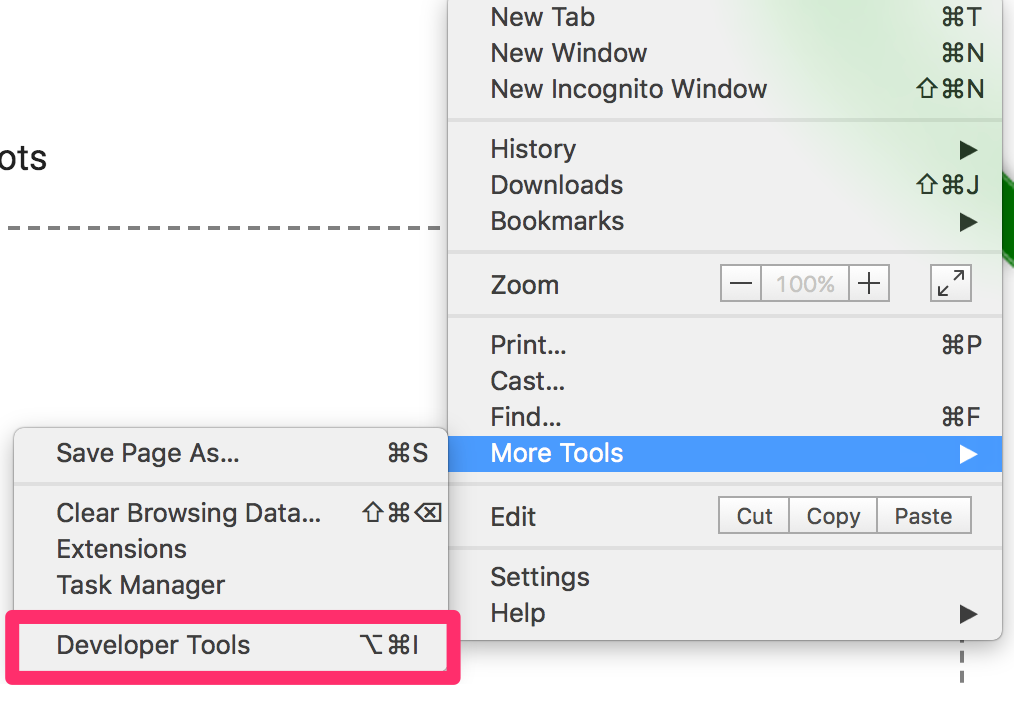 New Tab ⌘T
New Window ⌘N
New Incognito Window ⇧⌘N
ots
History ▶
Downloads ⇧⌘J
Bookmarks ▶
Zoom — 100% +
Print... ⌘P
Cast...
Find... ⌘F
More Tools ▶
Save Page As... ⌘S
Clear Browsing Data... ⇧⌘⌫
Extensions
Task Manager
Developer Tools ⌥⌘I
Edit Cut Copy Paste
Settings
Help ▶